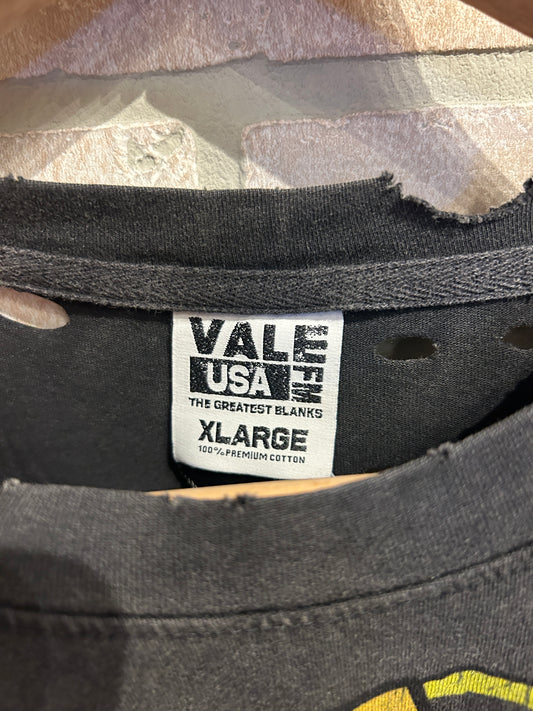 VALE
USA
FM
THE GREATEST BLANKS
XLARGE
100% PREMIUM COTTON